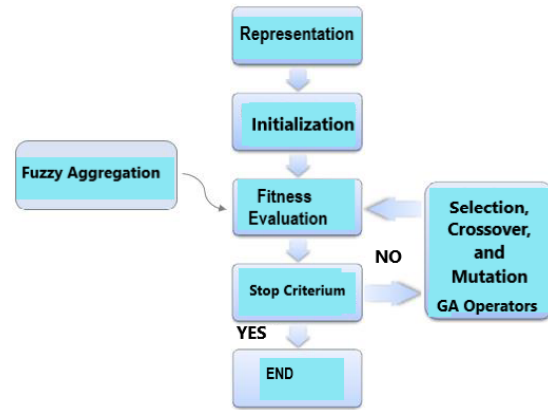 Representation
Initialization
Fuzzy Aggregation
Fitness
Evaluation
Selection,
Crossover,
and
Mutation
GA Operators
NO
Stop Criterium
YES
END